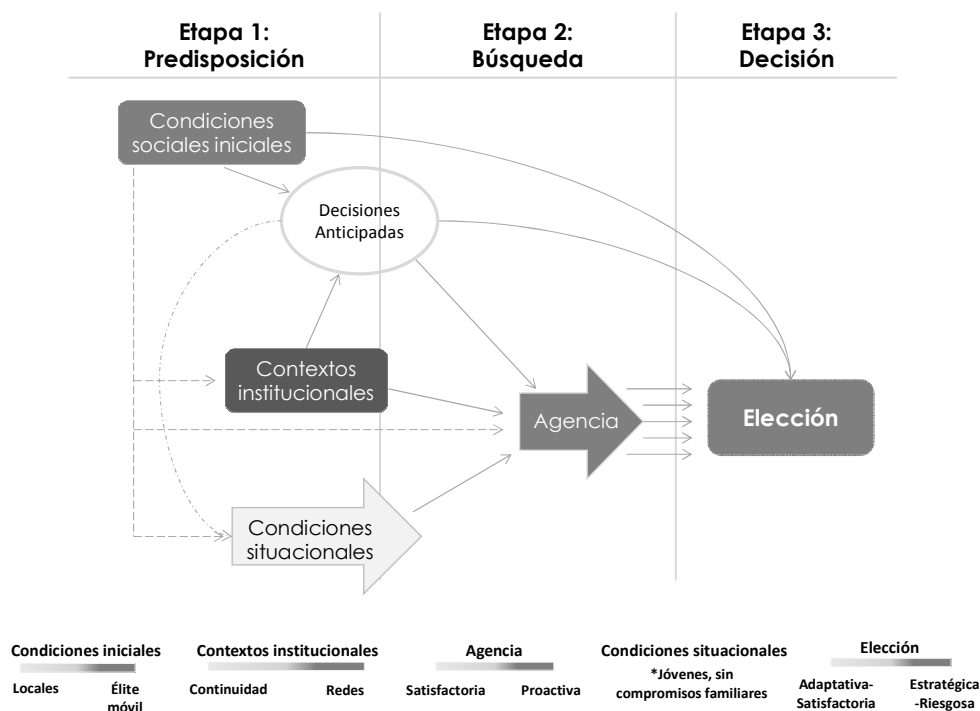 Etapa 1:
Predisposición
Etapa 2:
Búsqueda
Etapa 3:
Decisión
Condiciones
sociales iniciales
Decisiones
Anticipadas
Contextos
institucionales
Agencia
Elección
Condiciones
situacionales
Condiciones iniciales
Locales
Élite
móvil
Contextos institucionales
Continuidad
Redes
Agencia
Satisfactoria
Proactiva
Condiciones situacionales
*Jóvenes, sin
compromisos familiares
Elección
Adaptativa-
Satisfactoria
Estratégica
-Riesgosa